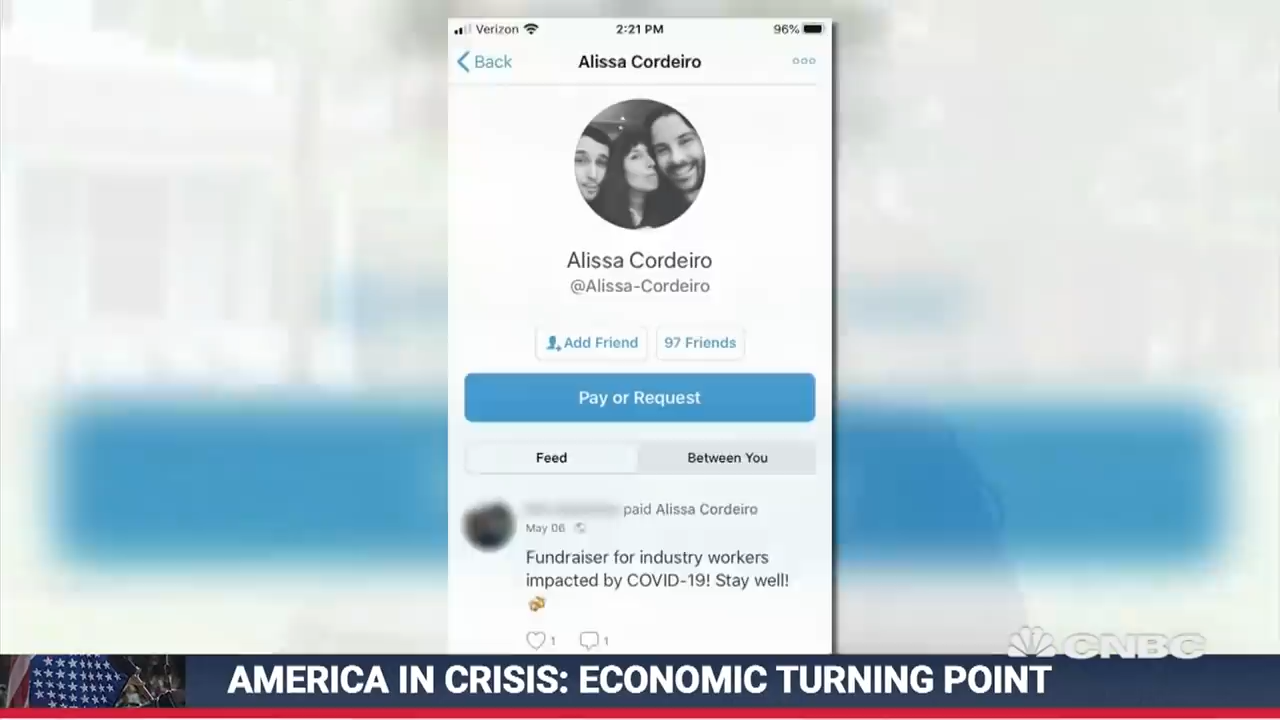 Verizon 2:21 PM 96%
Back Alissa Cordeiro
Alissa Cordeiro
@Alissa-Cordeiro
Add Friend 97 Friends
Pay or Request
Feed Between You
paid Alissa Cordeiro
May 06
Fundraiser for industry workers
impacted by COVID-19! Stay well!
1 1
CNBC
AMERICA IN CRISIS: ECONOMIC TURNING POINT